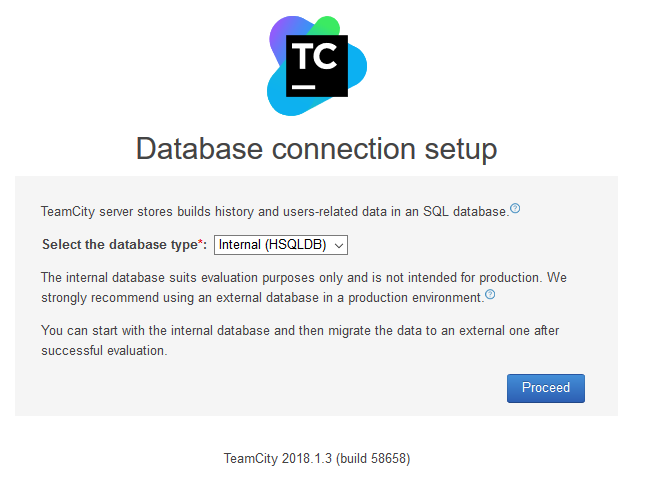 TC
Database connection setup
TeamCity server stores builds history and users-related data in an SQL database.?
Select the database type*: Internal (HSQLDB)
The internal database suits evaluation purposes only and is not intended for production. We
strongly recommend using an external database in a production environment.?
You can start with the internal database and then migrate the data to an external one after
successful evaluation.
Proceed
TeamCity 2018.1.3 (build 58658)